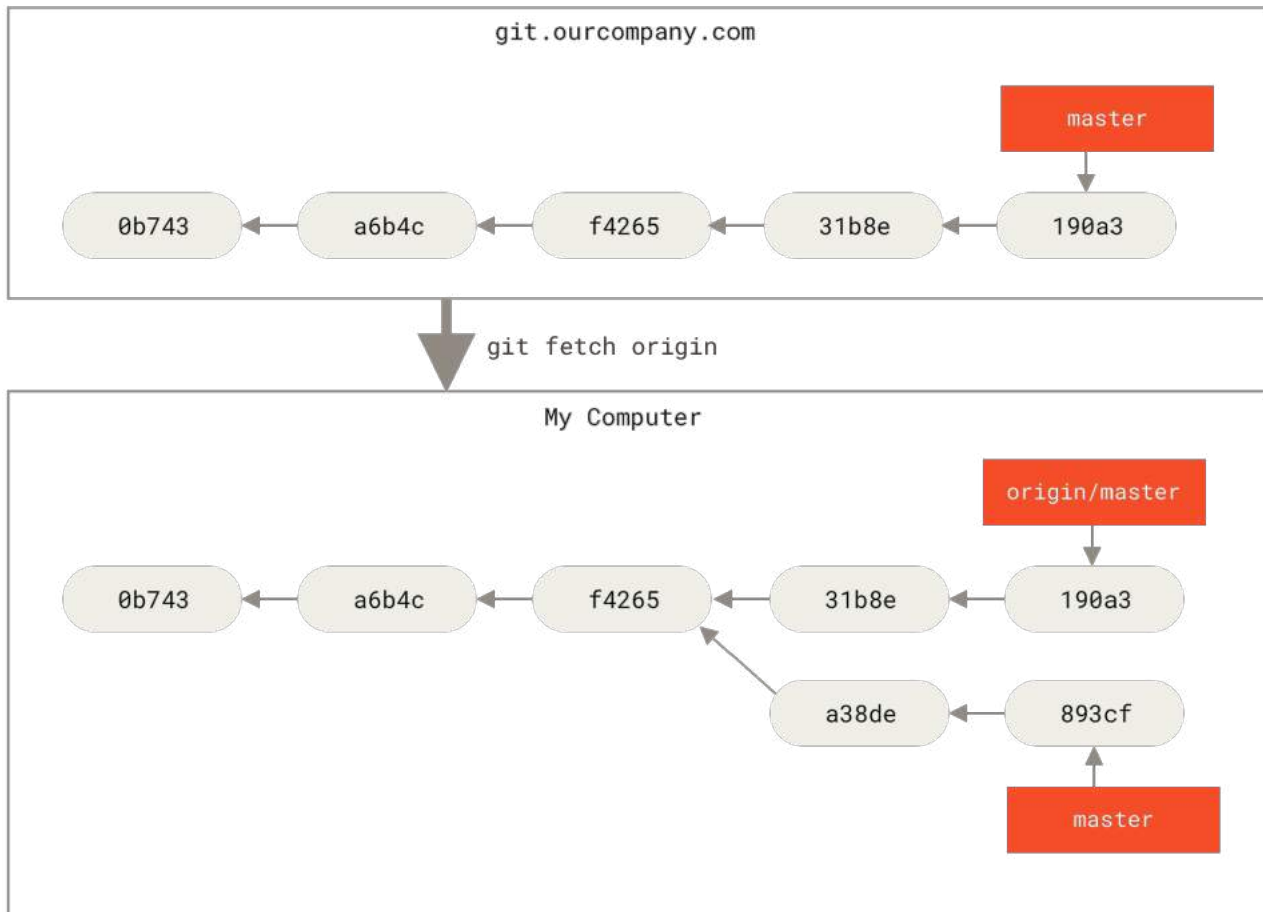 git.ourcompany.com
master
0b743 a6b4c f4265 31b8e 190a3
git fetch origin
My Computer
origin/master
0b743 a6b4c f4265 31b8e 190a3
a38de 893cf
master